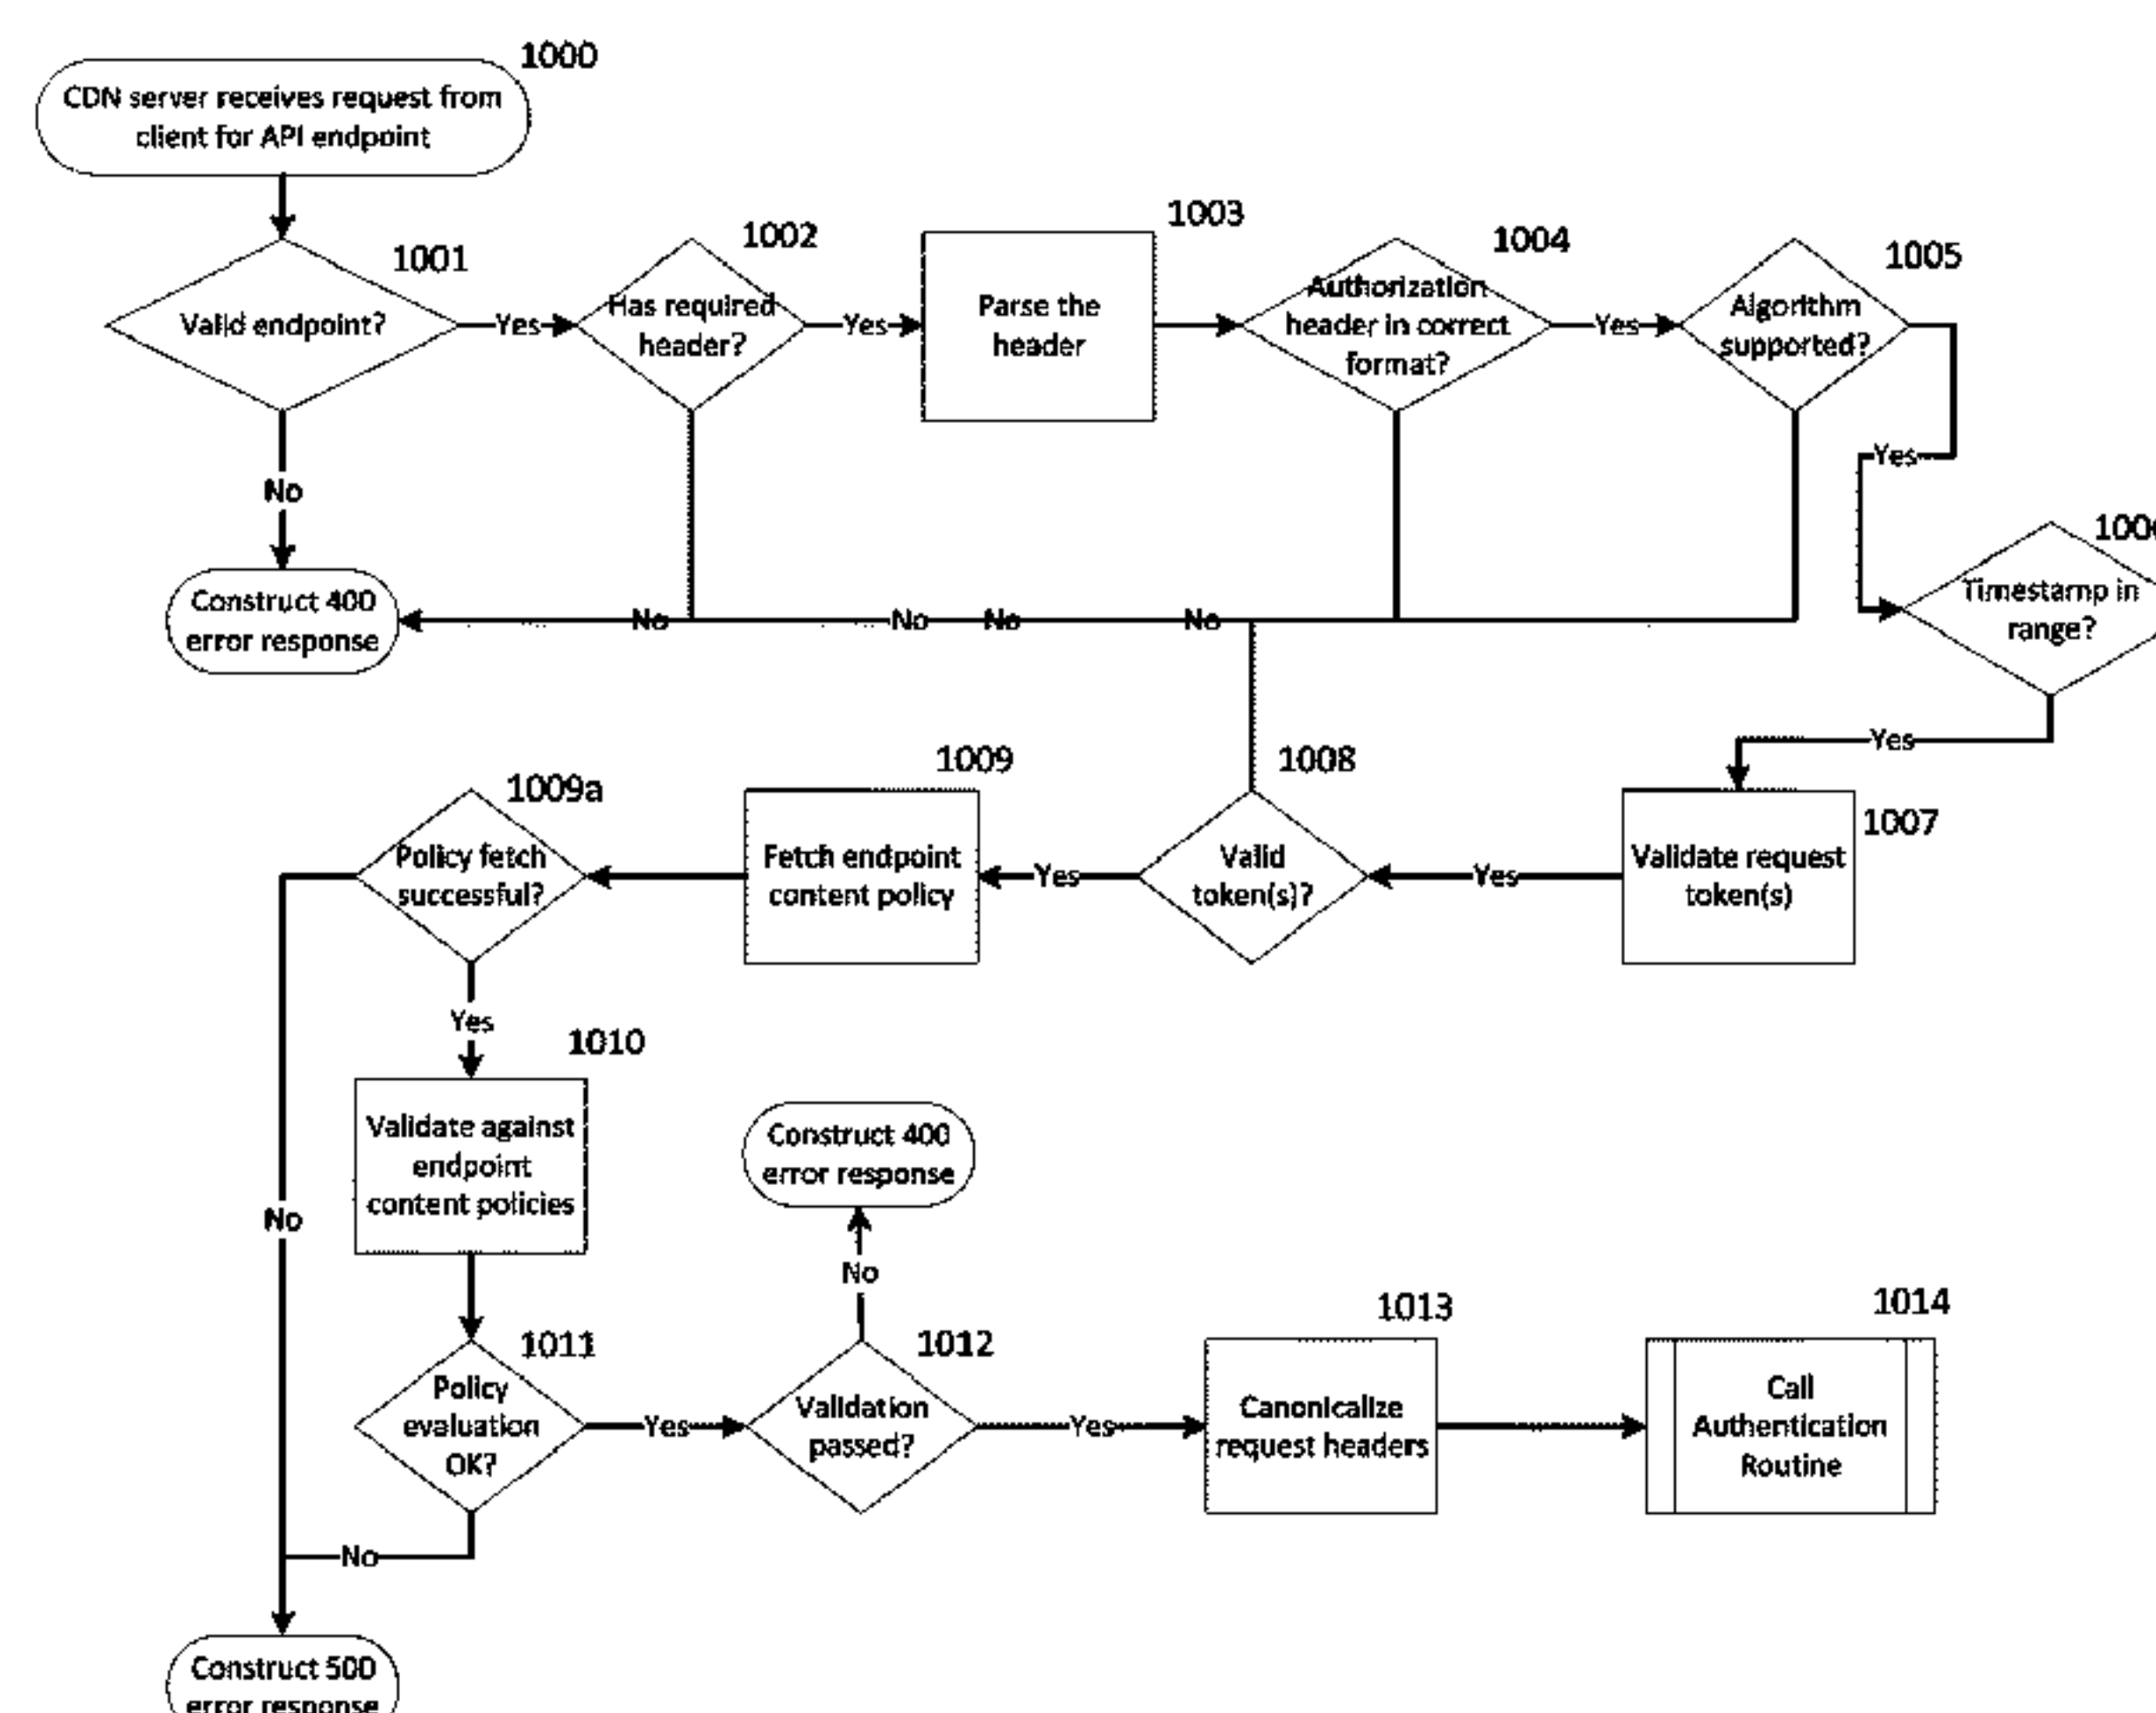 1000
CDN server receives request from
client for API endpoint
1001
Valid endpoint?
Yes
1002
Has required
header?
Yes
1003
Parse the
header
1004
Authorization
header in correct
format?
Yes
1005
Algorithm
supported?
Yes
No
Construct 400
error response
No
No
No
No
Timestamp in
range?
Yes
1007
Validate request
token(s)
Yes
1008
Valid
token(s)?
Yes
1009
Fetch endpoint
content policy
1009a
Policy fetch
successful?
Yes
No
1010
Validate against
endpoint
content policies
Construct 400
error response
No
1011
Policy
evaluation
OK?
Yes
No
1012
Validation
passed?
Yes
1013
Canonicalize
request headers
1014
Call
Authentication
Routine
Construct 500
error response